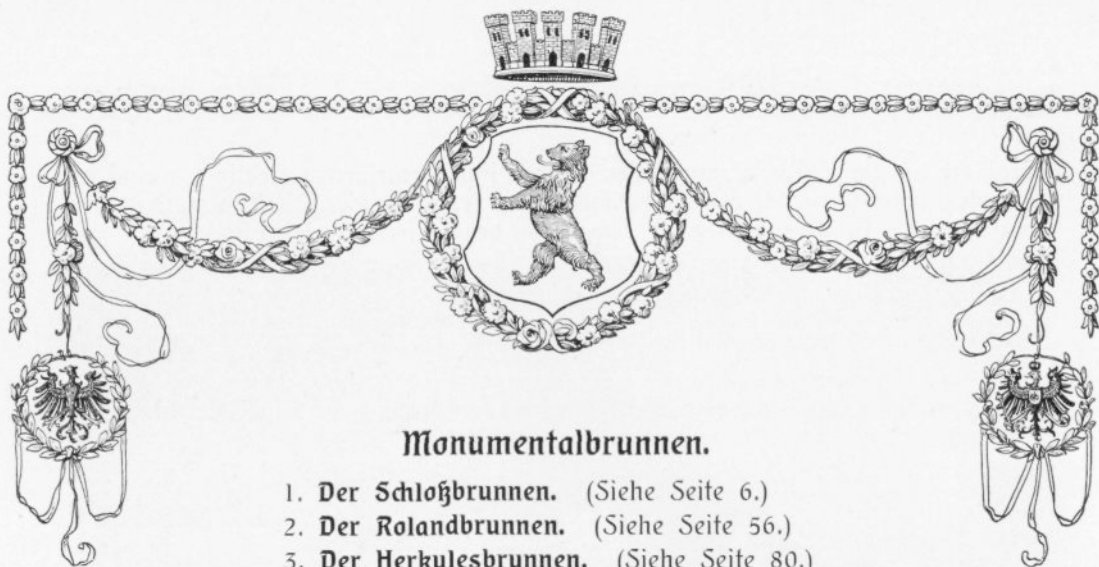 Monumentalbrunnen.
1. Der Schloßbrunnen. (Siehe Seite 6.)
2. Der Rolandbrunnen. (Siehe Seite 56.)
3. Der Herkulesbrunnen. (Siehe Seite 80.)